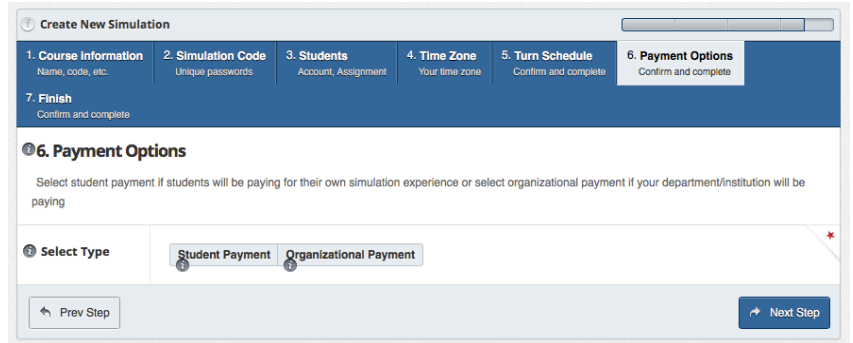 Create New Simulation
1. Course Information
Name, code, etc.
2. Simulation Code
Unique passwords
3. Students
Account, Assignment
4. Time Zone
Your time zone
5. Turn Schedule
Confirm and complete
6. Payment Options
Confirm and complete
7. Finish
Confirm and complete
6. Payment Options
Select student payment if students will be paying for their own simulation experience or select organizational payment if your department/institution will be
paying
Select Type
Student Payment
Organizational Payment
Prev Step
Next Step